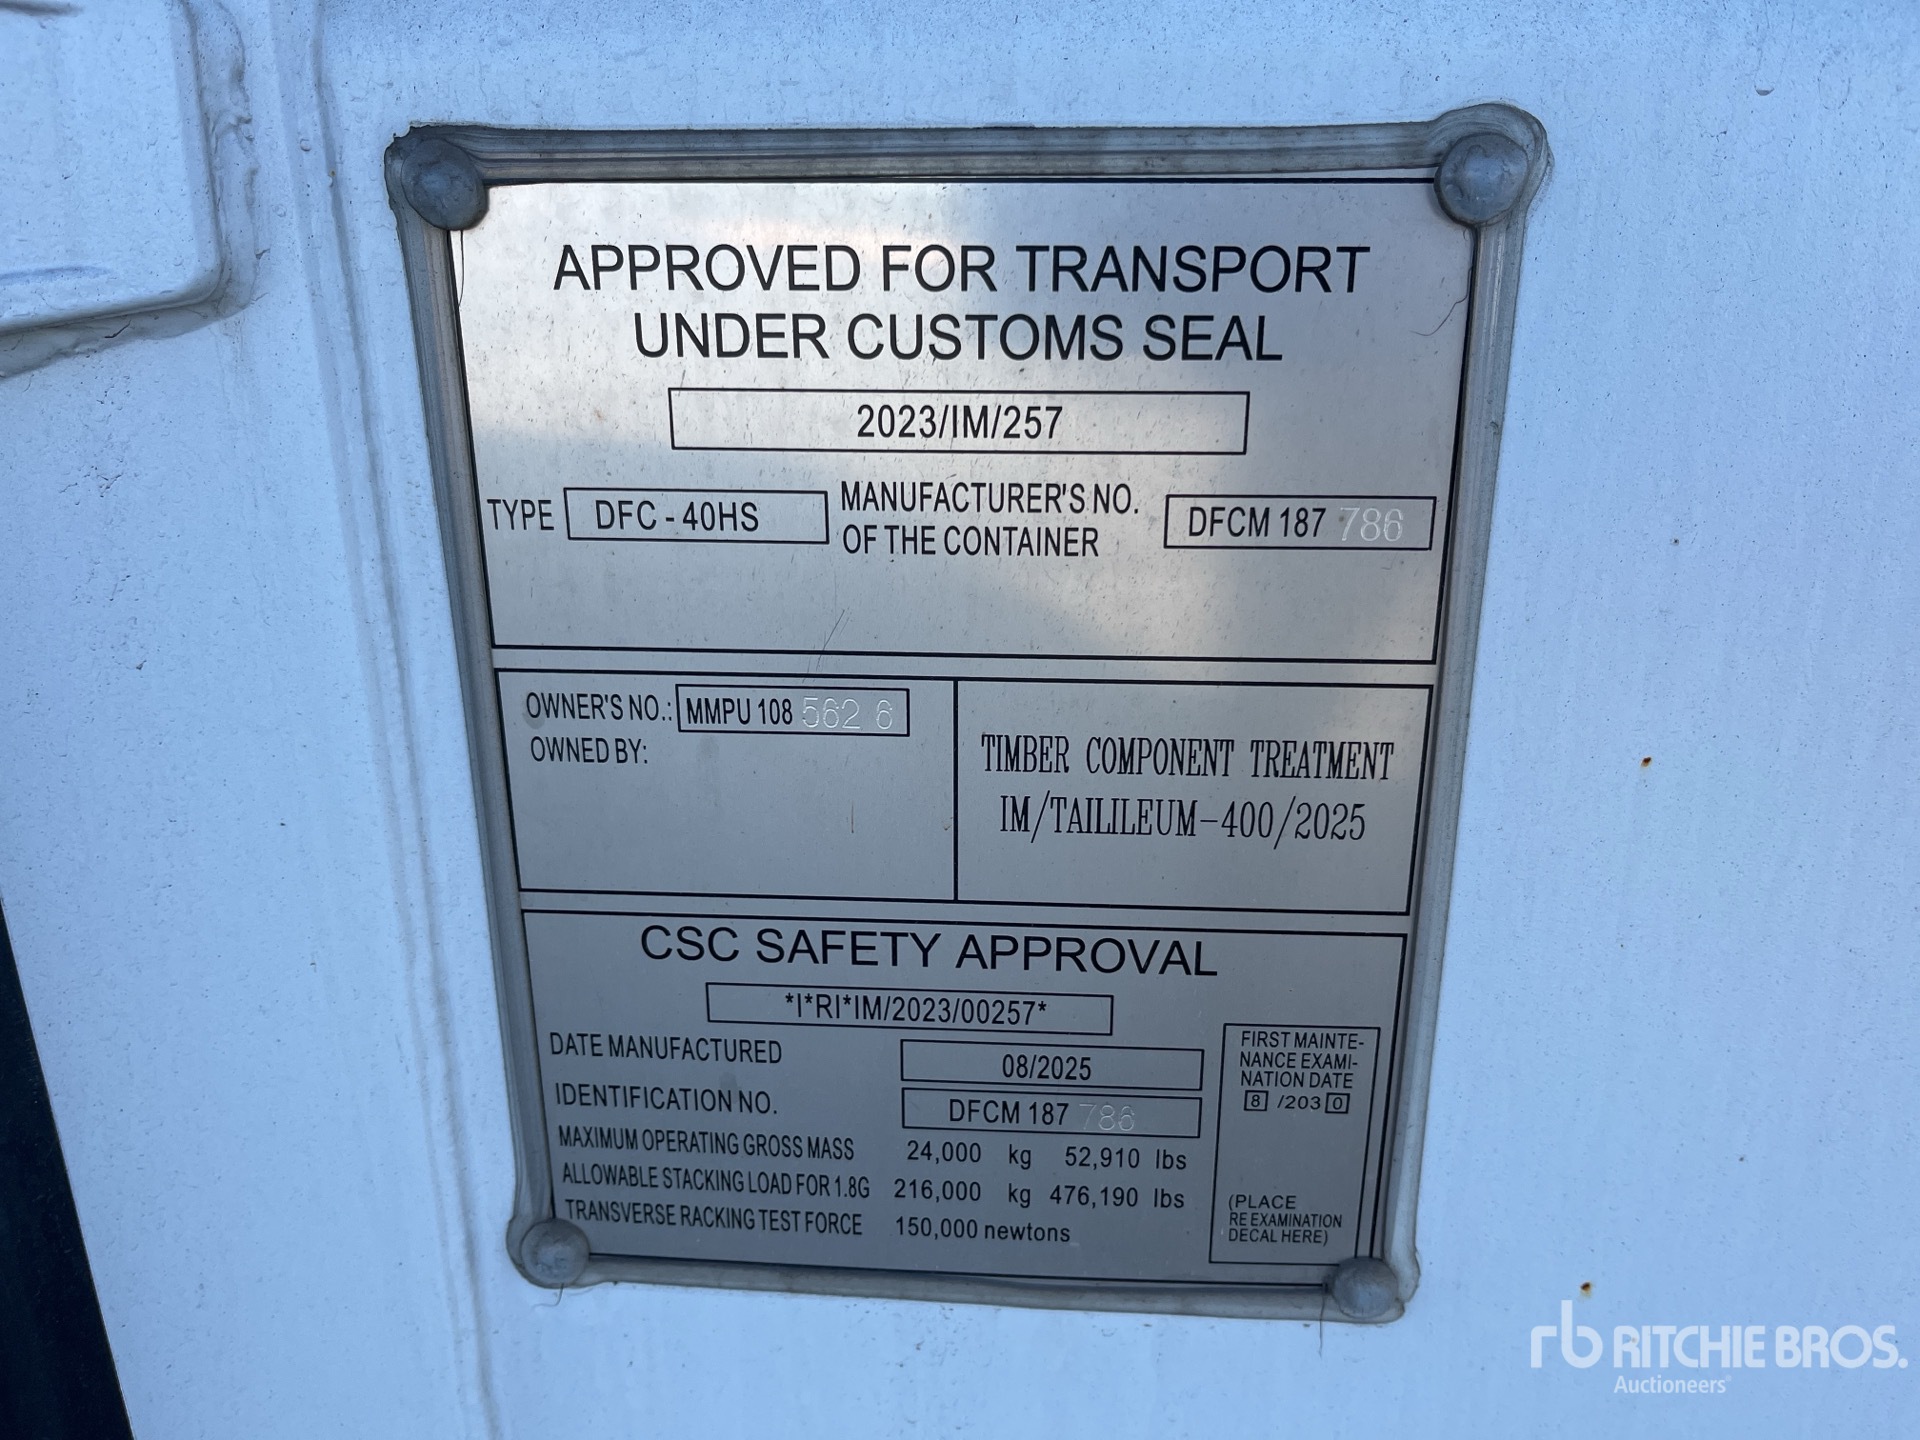 APPROVED FOR TRANSPORT
UNDER CUSTOMS SEAL
2023/IM/257
TYPE DFC - 40HS MANUFACTURER'S NO. OF THE CONTAINER DFCM 187 786
OWNER'S NO.: MMPU 108 562 6
OWNED BY:
TIMBER COMPONENT TREATMENT
IM/TAILILEUM-400/2025
CSC SAFETY APPROVAL
*I*RI*IM/2023/00257*
DATE MANUFACTURED 08/2025
IDENTIFICATION NO. DFCM 187 786
MAXIMUM OPERATING GROSS MASS 24,000 kg 52,910 lbs
ALLOWABLE STACKING LOAD FOR 1.8G 216,000 kg 476,190 lbs
TRANSVERSE RACKING TEST FORCE 150,000 newtons
FIRST MAINTE-
NANCE EXAMI-
NATION DATE
8 /203 0
(PLACE
RE EXAMINATION
DECAL HERE)
rb RITCHIE BROS.
Auctioneers